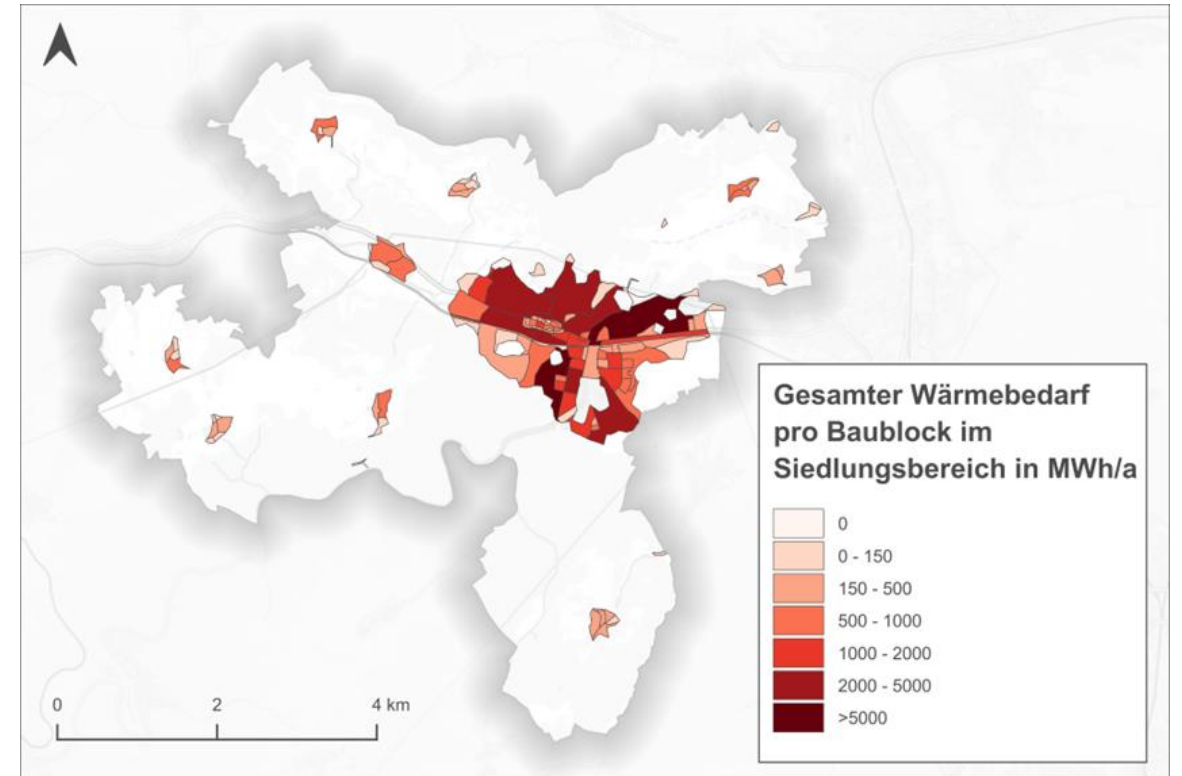 Gesamter Wärmebedarf
pro Baublock im
Siedlungsbereich in MWh/a
0
0 - 150
150 - 500
500 - 1000
1000 - 2000
2000 - 5000
>5000
0 2 4 km